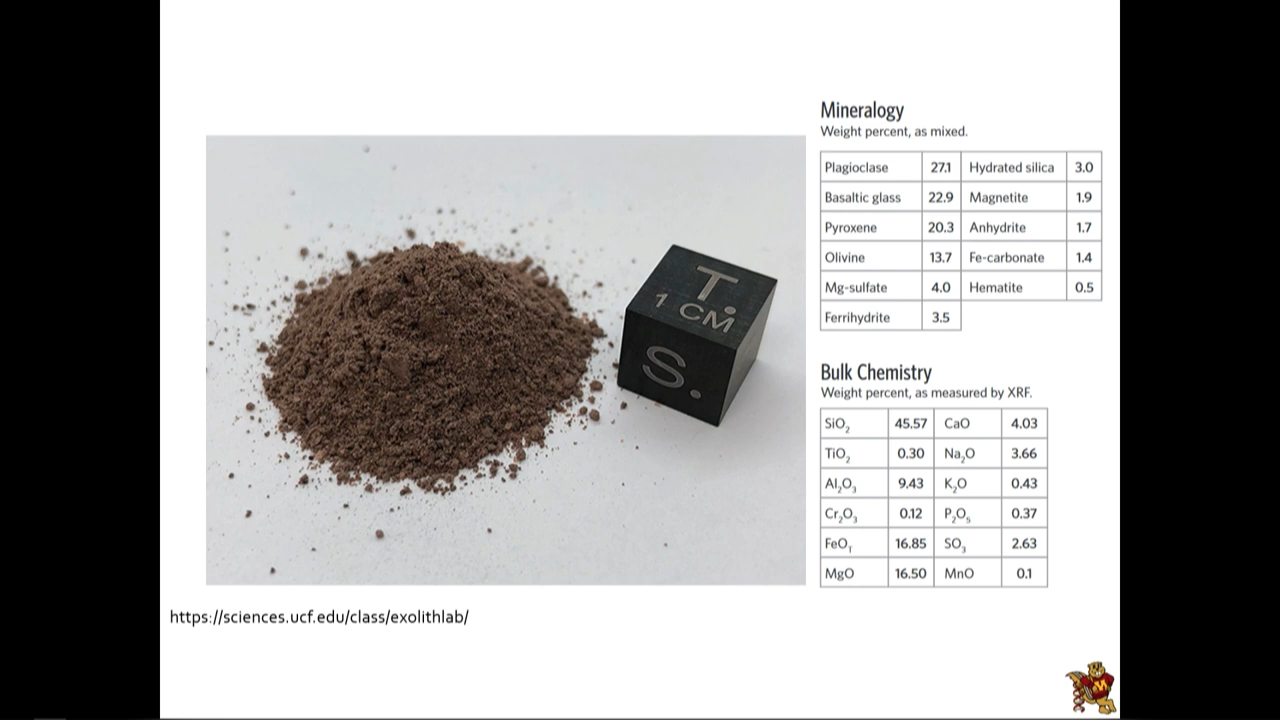 Mineralogy
Weight percent, as mixed.
Plagioclase 27.1 Hydrated silica 3.0
Basaltic glass 22.9 Magnetite 1.9
Pyroxene 20.3 Anhydrite 1.7
Olivine 13.7 Fe-carbonate 1.4
Mg-sulfate 4.0 Hematite 0.5
Ferrihydrite 3.5
T.
1 CM
S.
Bulk Chemistry
Weight percent, as measured by XRF.
SiO₂ 45.57 CaO 4.03
TiO₂ 0.30 Na₂O 3.66
Al₂O₃ 9.43 K₂O 0.43
Cr₂O₃ 0.12 P₂O₅ 0.37
FeOT 16.85 SO₃ 2.63
MgO 16.50 MnO 0.1
https://sciences.ucf.edu/class/exolithlab/
M